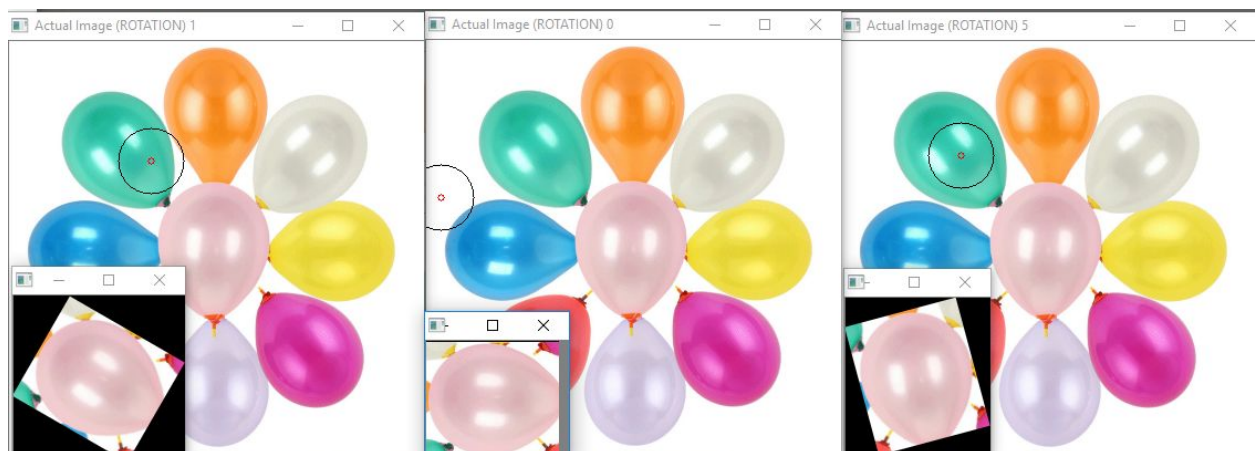 Actual Image (ROTATION) 1
Actual Image (ROTATION) 0
Actual Image (ROTATION) 5